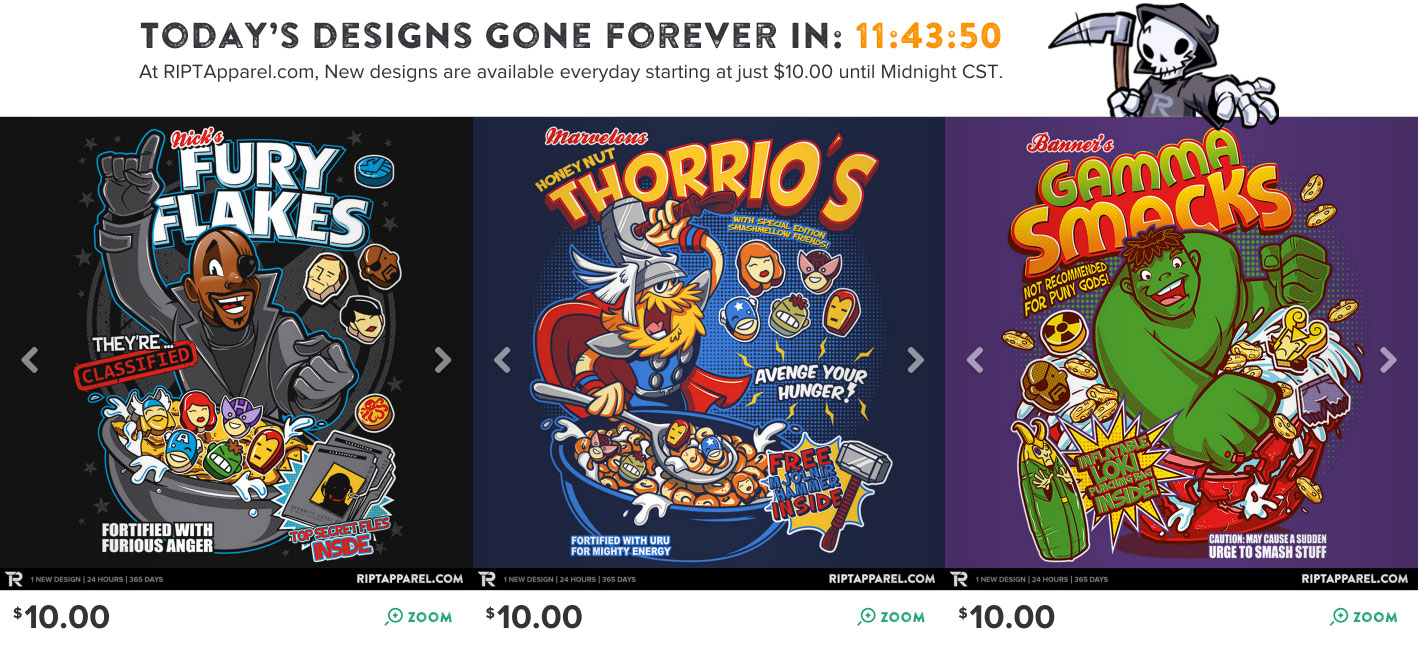 TODAY'S DESIGNS GONE FOREVER IN: 11:43:50
At RIPTApparel.com, New designs are available everyday starting at just $10.00 until Midnight CST.
R
Nick's
FURY
FLAKES
THEY'RE...
CLASSIFIED
CLASSIFIED
TOP SECRET FILES
INSIDE
FORTIFIED WITH
FURIOUS ANGER
1 NEW DESIGN | 24 HOURS | 365 DAYS
RIPTAPPAREL.COM
Marvelous
HONEY NUT
THORRIO'S
WITH SPECIAL EDITION
SMASHMELLOW FRIENDS!
AVENGE YOUR
HUNGER!
FREE
MJOLNIR
HAMMER
INSIDE
FORTIFIED WITH URU
FOR MIGHTY ENERGY
1 NEW DESIGN | 24 HOURS | 365 DAYS
RIPTAPPAREL.COM
Banner's
GAMMA
SMACKS
NOT RECOMMENDED
FOR PUNY GODS!
INFLATABLE
LOKI
PUNCHING BAG
INSIDE!
CAUTION: MAY CAUSE A SUDDEN
URGE TO SMASH STUFF
1 NEW DESIGN | 24 HOURS | 365 DAYS
RIPTAPPAREL.COM
$10.00
ZOOM
$10.00
ZOOM
$10.00
ZOOM